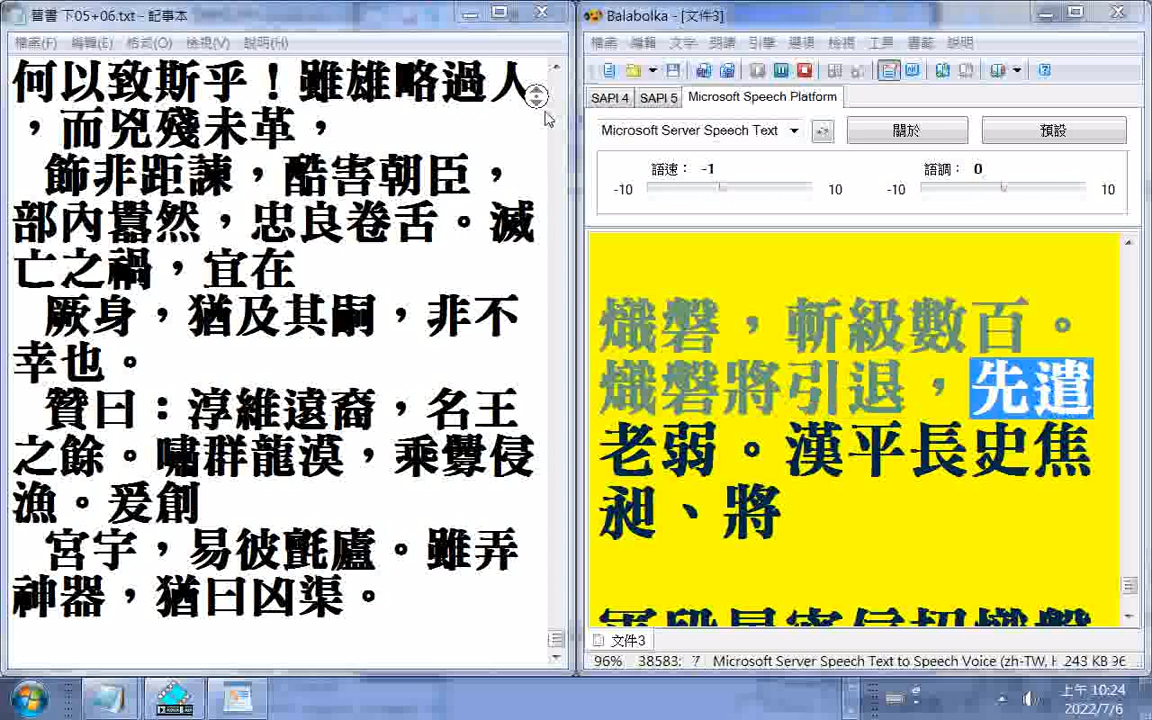 晉書 下05+06.txt - 記事本
檔案(F) 編輯(E) 格式(O) 檢視(V) 說明(H)
何以致斯乎！雖雄略過人
，而兇殘未革，
飾非距諫，酷害朝臣，
部內囂然，忠良卷舌。滅
亡之禍，宜在
厥身，猶及其嗣，非不
幸也。
贊曰：淳維遠裔，名王
之餘。嘯群龍漠，乘釁侵
漁。爰創
宮宇，易彼氈廬。雖弄
神器，猶曰凶渠。
Balabolka - [文件3]
檔案 編輯 文字 朗讀 引擎 選項 檢視 工具 書籤 說明
SAPI 4 SAPI 5 Microsoft Speech Platform
Microsoft Server Speech Text 關於 預設
語速： -1 語調： 0
-10 10 -10 10
熾磐，斬級數百。
熾磐將引退，先遣
老弱。漢平長史焦
昶、將
文件3
96% 38583: 7 Microsoft Server Speech Text to Speech Voice (zh-TW, H 243 KB 96
上午 10:24
2022/7/6